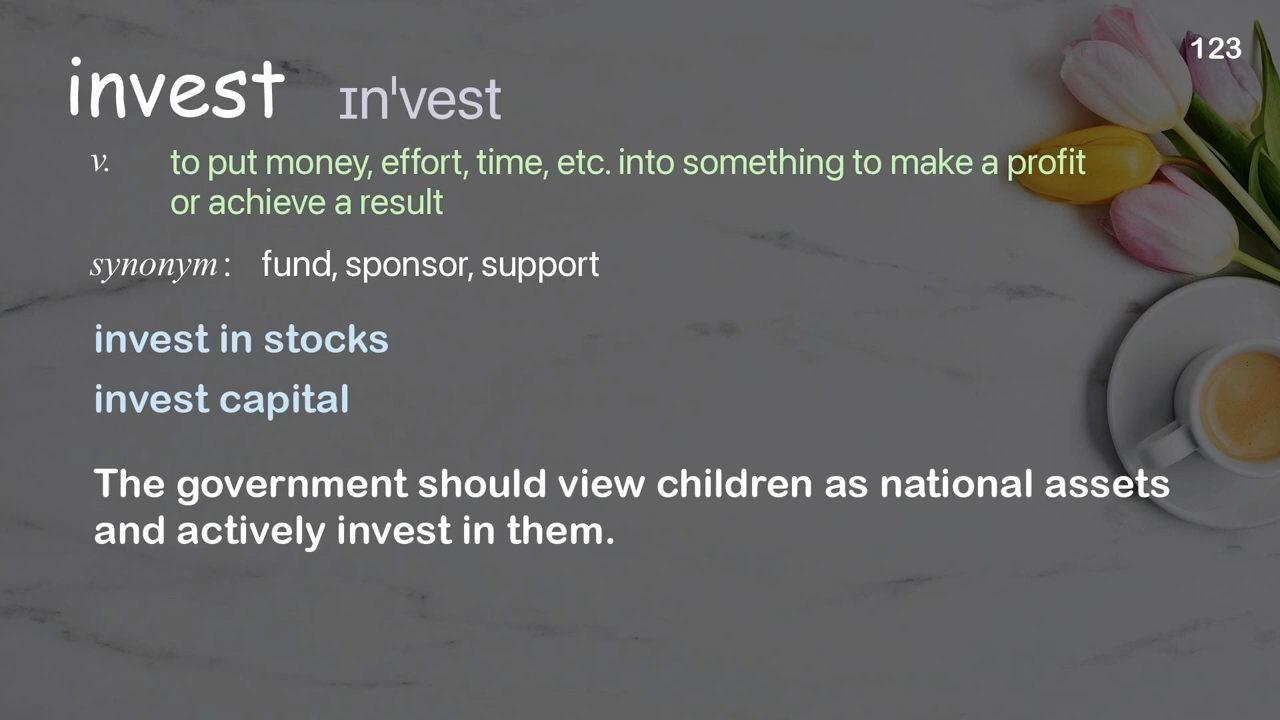 123
invest ɪn'vest
v. to put money, effort, time, etc. into something to make a profit
or achieve a result
synonym: fund, sponsor, support
invest in stocks
invest capital
The government should view children as national assets
and actively invest in them.